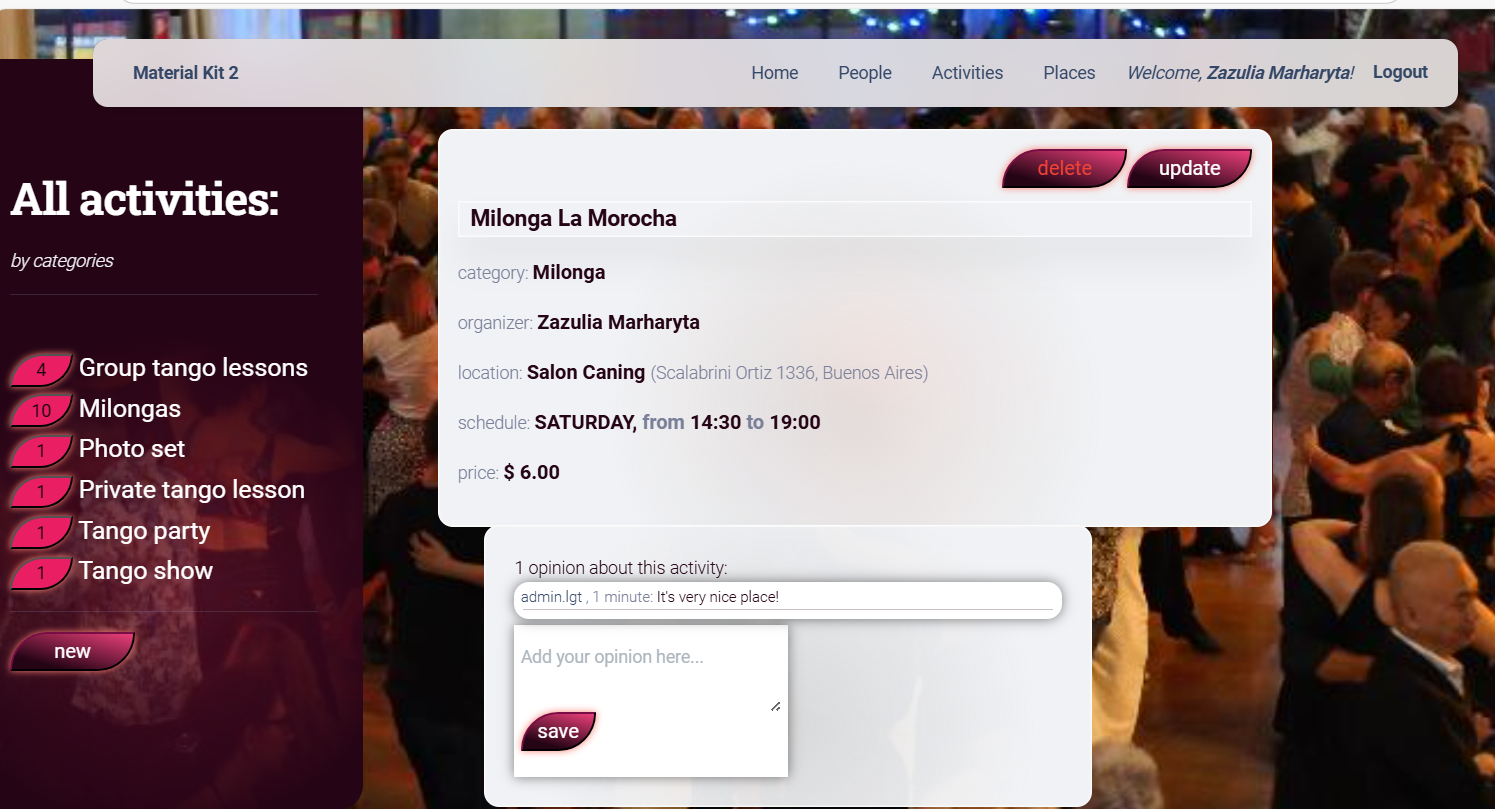 Material Kit 2
Home People Activities Places Welcome, Zazulia Marharyta! Logout
All activities:
by categories
4 Group tango lessons
10 Milongas
1 Photo set
1 Private tango lesson
1 Tango party
1 Tango show
new
delete update
Milonga La Morocha
category: Milonga
organizer: Zazulia Marharyta
location: Salon Caning (Scalabrini Ortiz 1336, Buenos Aires)
schedule: SATURDAY, from 14:30 to 19:00
price: $ 6.00
1 opinion about this activity:
admin.lgt , 1 minute: It's very nice place!
Add your opinion here...
save